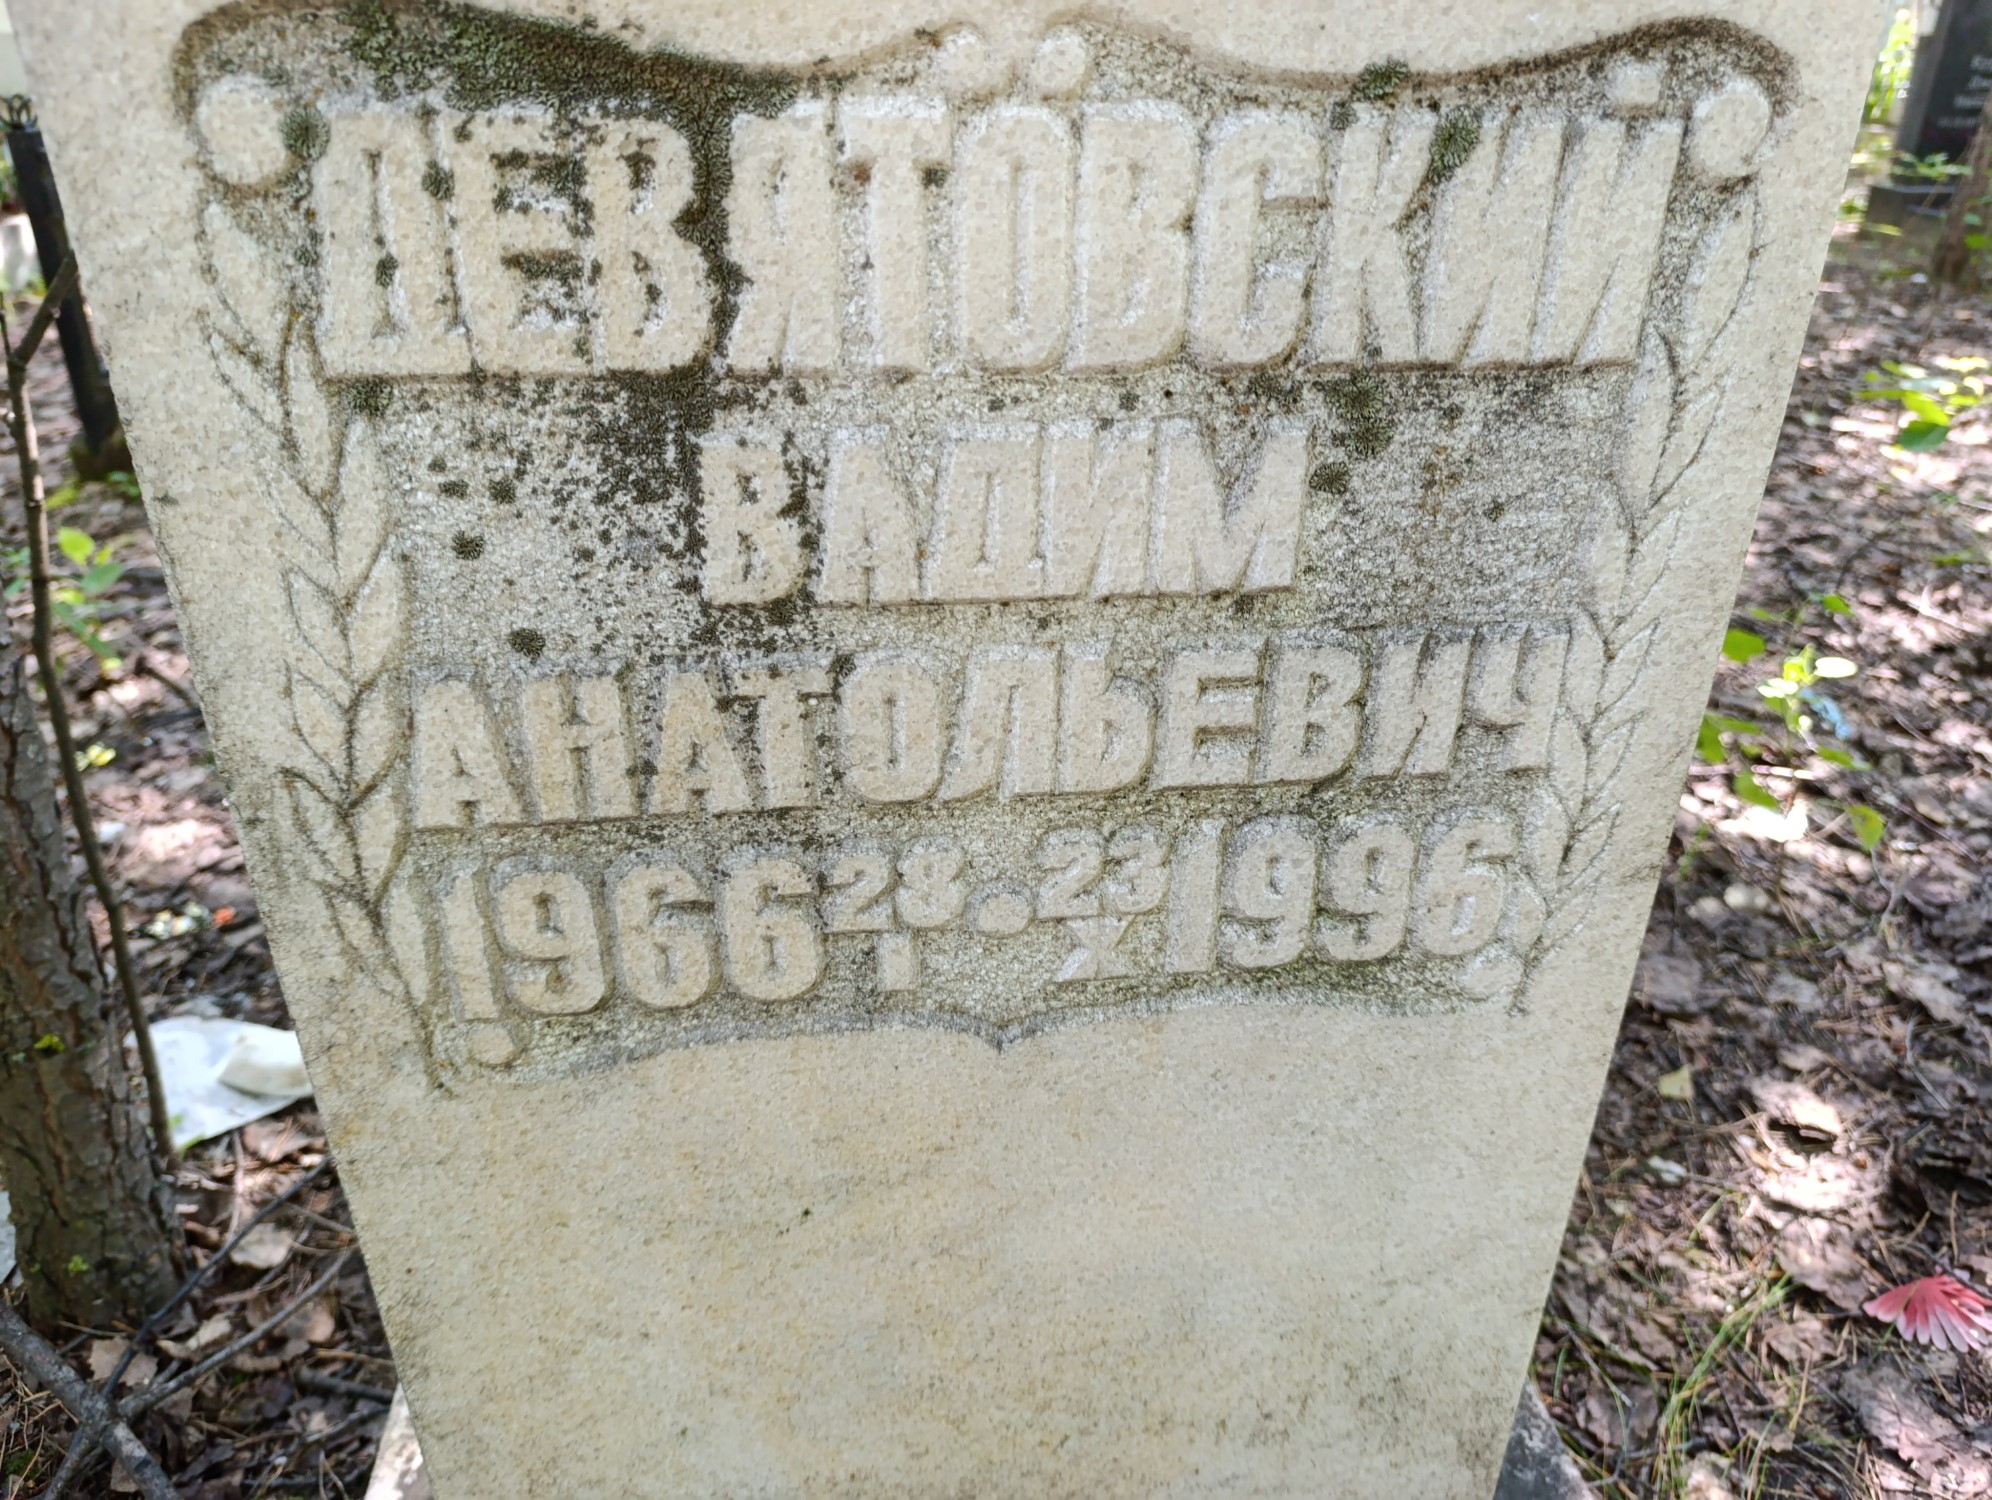 ДЕВЯТОВСКИЙ
ВАДИМ
АНАТОЛЬЕВИЧ
1966 28/I · 23/X 1996